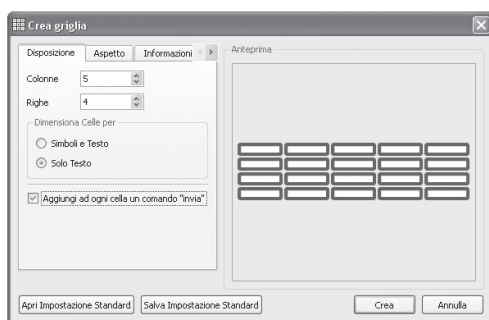 Crea griglia
Disposizione Aspetto Informazioni
Colonne 5
Righe 4
Dimensiona Celle per
Simboli e Testo
Solo Testo
Aggiungi ad ogni cella un comando "invia"
Anteprima
Apri Impostazione Standard Salva Impostazione Standard Crea Annulla